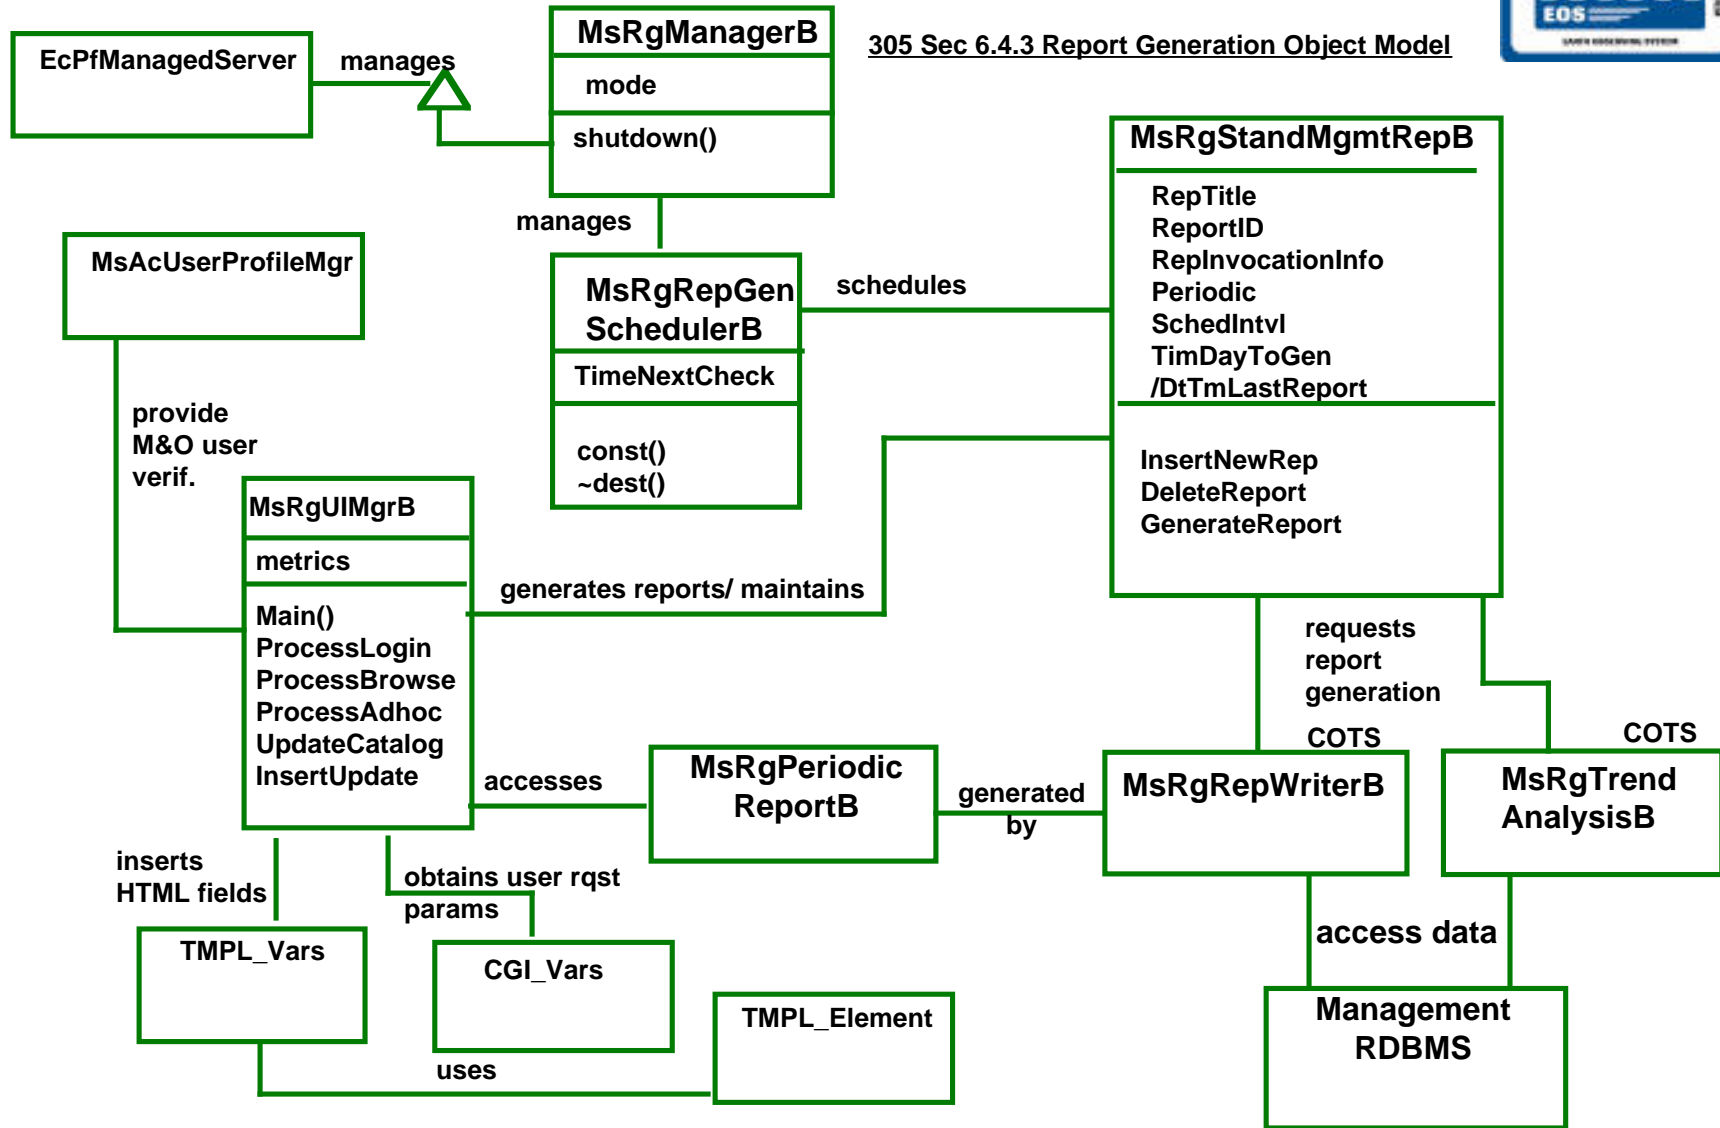 305 Sec 6.4.3 Report Generation Object Model
EOS
EARTH OBSERVING SYSTEM
EcPfManagedServer
manages
MsRgManagerB
mode
shutdown()
manages
MsAcUserProfileMgr
provide
M&O user
verif.
MsRgRepGen
SchedulerB
TimeNextCheck
const()
~dest()
schedules
MsRgStandMgmtRepB
RepTitle
ReportID
RepInvocationInfo
Periodic
SchedIntvl
TimDayToGen
/DtTmLastReport
InsertNewRep
DeleteReport
GenerateReport
MsRgUIMgrB
metrics
Main()
ProcessLogin
ProcessBrowse
ProcessAdhoc
UpdateCatalog
InsertUpdate
generates reports/ maintains
requests
report
generation
COTS
COTS
accesses
MsRgPeriodic
ReportB
generated
by
MsRgRepWriterB
MsRgTrend
AnalysisB
inserts
HTML fields
obtains user rqst
params
access data
TMPL_Vars
CGI_Vars
TMPL_Element
uses
Management
RDBMS